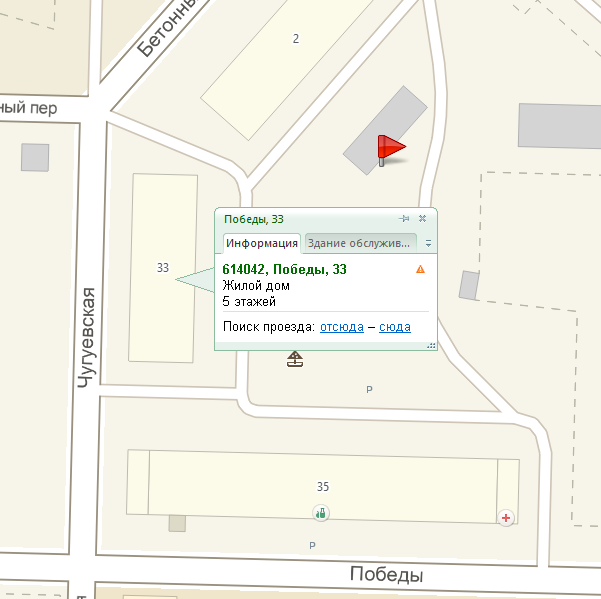 Бетонны
2
ный пер
Победы, 33
Информация
Здание обслужив...
614042, Победы, 33
Жилой дом
5 этажей
Поиск проезда: отсюда – сюда
33
Чугуевская
P
35
P
Победы